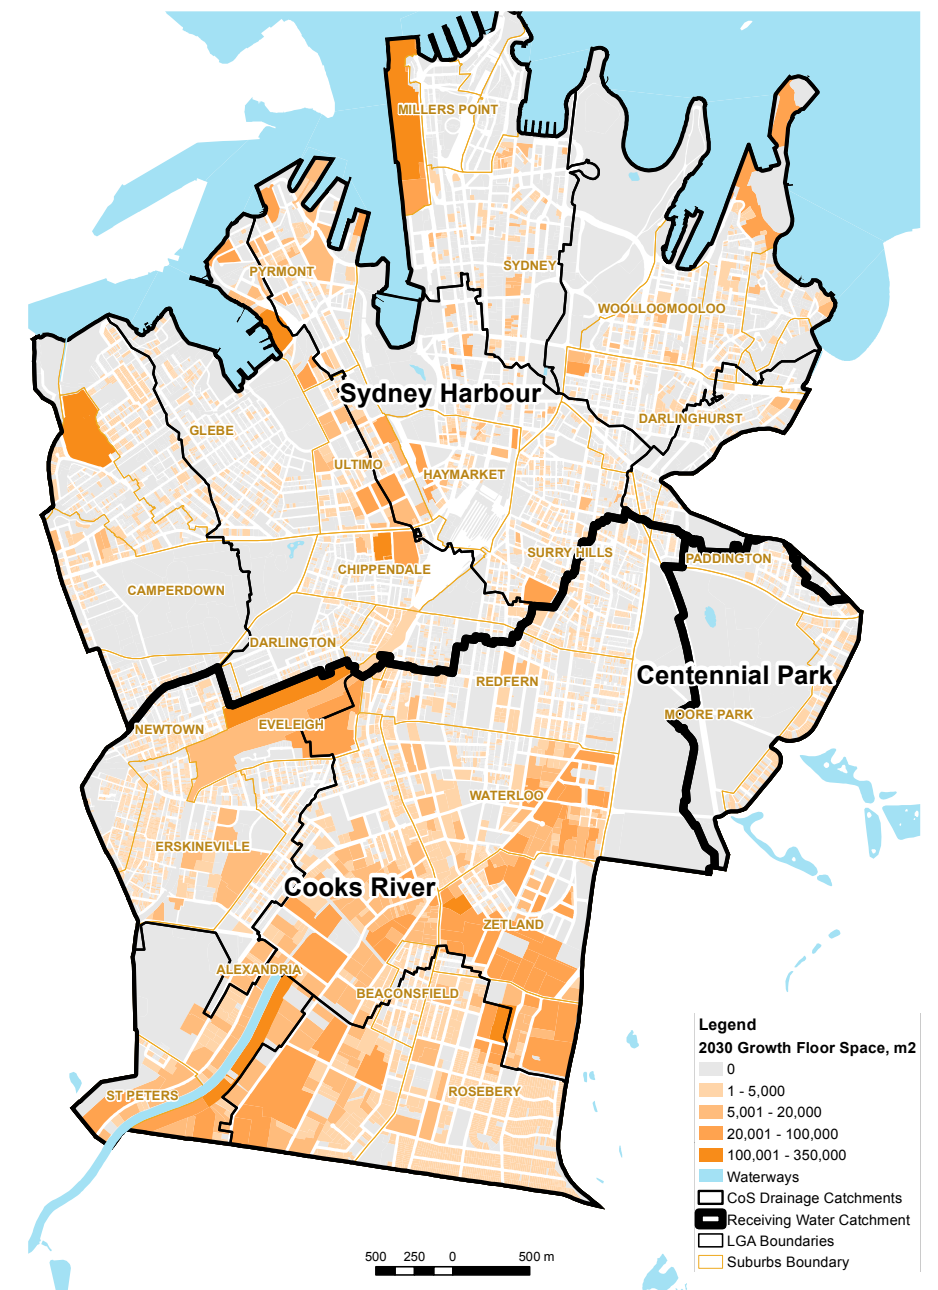 MILLERS POINT
SYDNEY
PYRMONT
WOOLLOOMOOLOO
Sydney Harbour
DARLINGHURST
GLEBE
ULTIMO
HAYMARKET
SURRY HILLS
PADDINGTON
CHIPPENDALE
CAMPERDOWN
DARLINGTON
Centennial Park
REDFERN
MOORE PARK
NEWTOWN
EVELEIGH
WATERLOO
ERSKINEVILLE
Cooks River
ZETLAND
ALEXANDRIA
BEACONSFIELD
ST PETERS
ROSEBERY
Legend
2030 Growth Floor Space, m2
0
1 - 5,000
5,001 - 20,000
20,001 - 100,000
100,001 - 350,000
Waterways
CoS Drainage Catchments
Receiving Water Catchment
LGA Boundaries
Suburbs Boundary
500 250 0 500 m